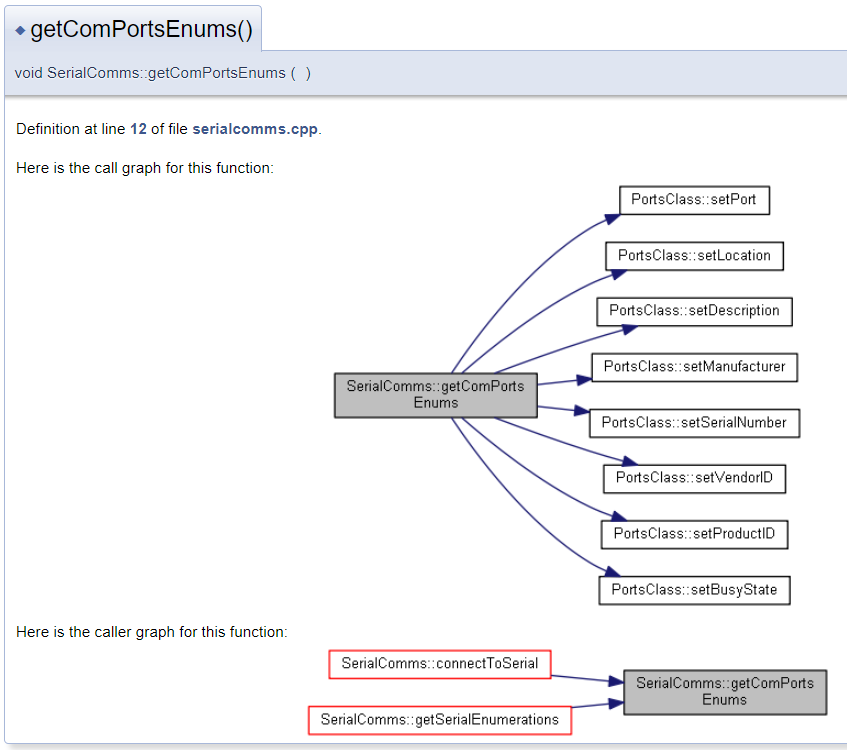 getComPortsEnums()
void SerialComms::getComPortsEnums ( )
Definition at line 12 of file serialcomms.cpp.
Here is the call graph for this function:
PortsClass::setPort
PortsClass::setLocation
PortsClass::setDescription
PortsClass::setManufacturer
SerialComms::getComPorts
Enums
PortsClass::setSerialNumber
PortsClass::setVendorID
PortsClass::setProductID
PortsClass::setBusyState
Here is the caller graph for this function:
SerialComms::connectToSerial
SerialComms::getComPorts
Enums
SerialComms::getSerialEnumerations